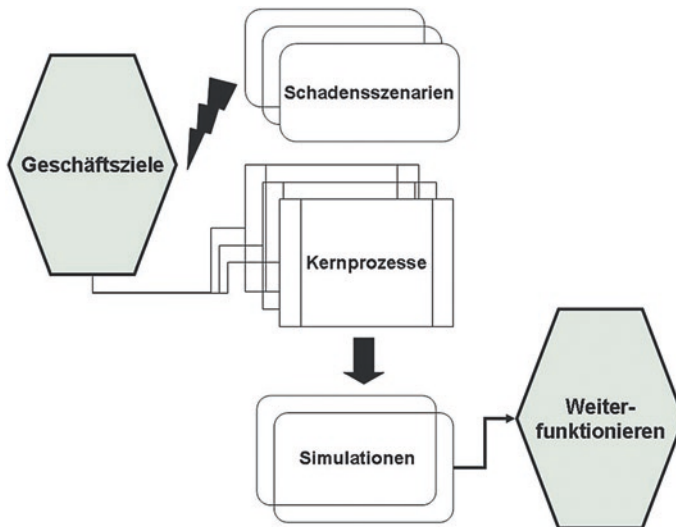 Schadensszenarien
Geschäftsziele
Kernprozesse
Simulationen
Weiter-
funktionieren